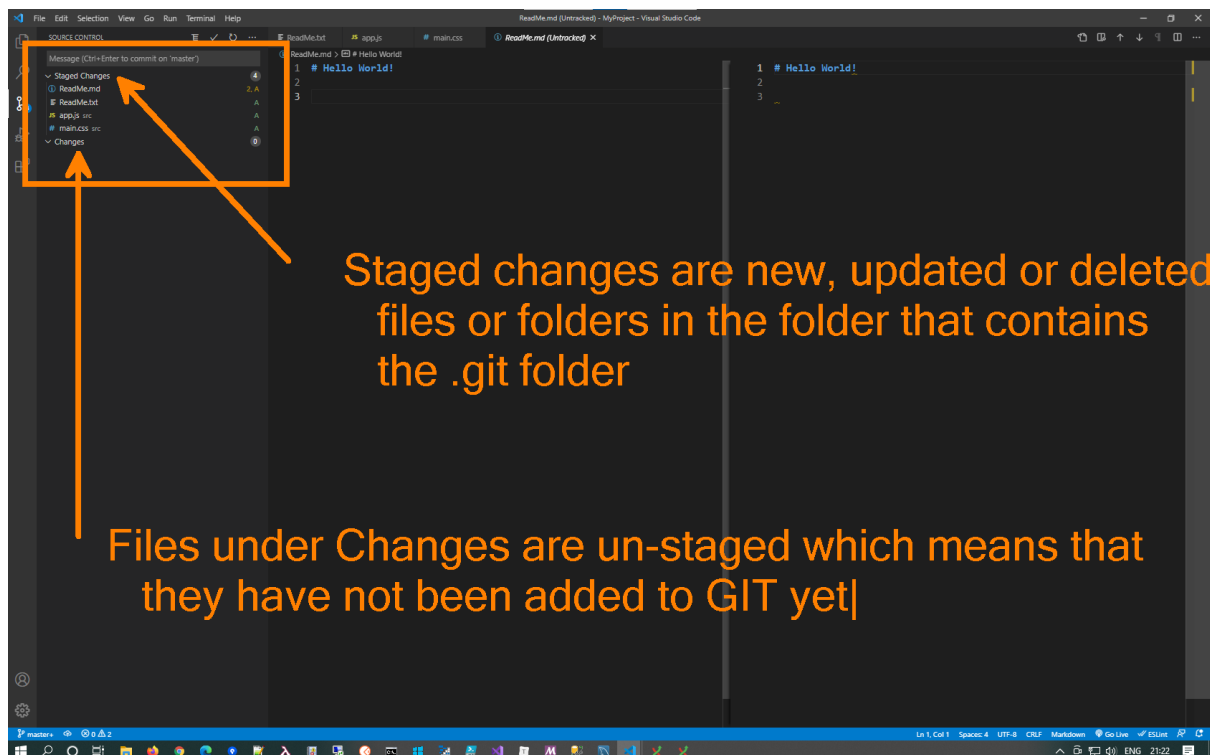 File Edit Selection View Go Run Terminal Help
ReadMe.md (Untracked) - MyProject - Visual Studio Code
SOURCE CONTROL
ReadMe.txt
JS app.js
# main.css
ReadMe.md (Untracked)
Message (Ctrl+Enter to commit on 'master')
ReadMe.md > # Hello World!
Staged Changes 4
ReadMe.md 2, A
ReadMe.txt A
JS app.js src A
# main.css src A
Changes 0
1 # Hello World!
2
3
1 # Hello World!
2
3
Staged changes are new, updated or deleted
files or folders in the folder that contains
the .git folder
Files under Changes are un-staged which means that
they have not been added to GIT yet
master+ 0 2
Ln 1, Col 1 Spaces: 4 UTF-8 CRLF Markdown Go Live ESLint
ENG 21:22